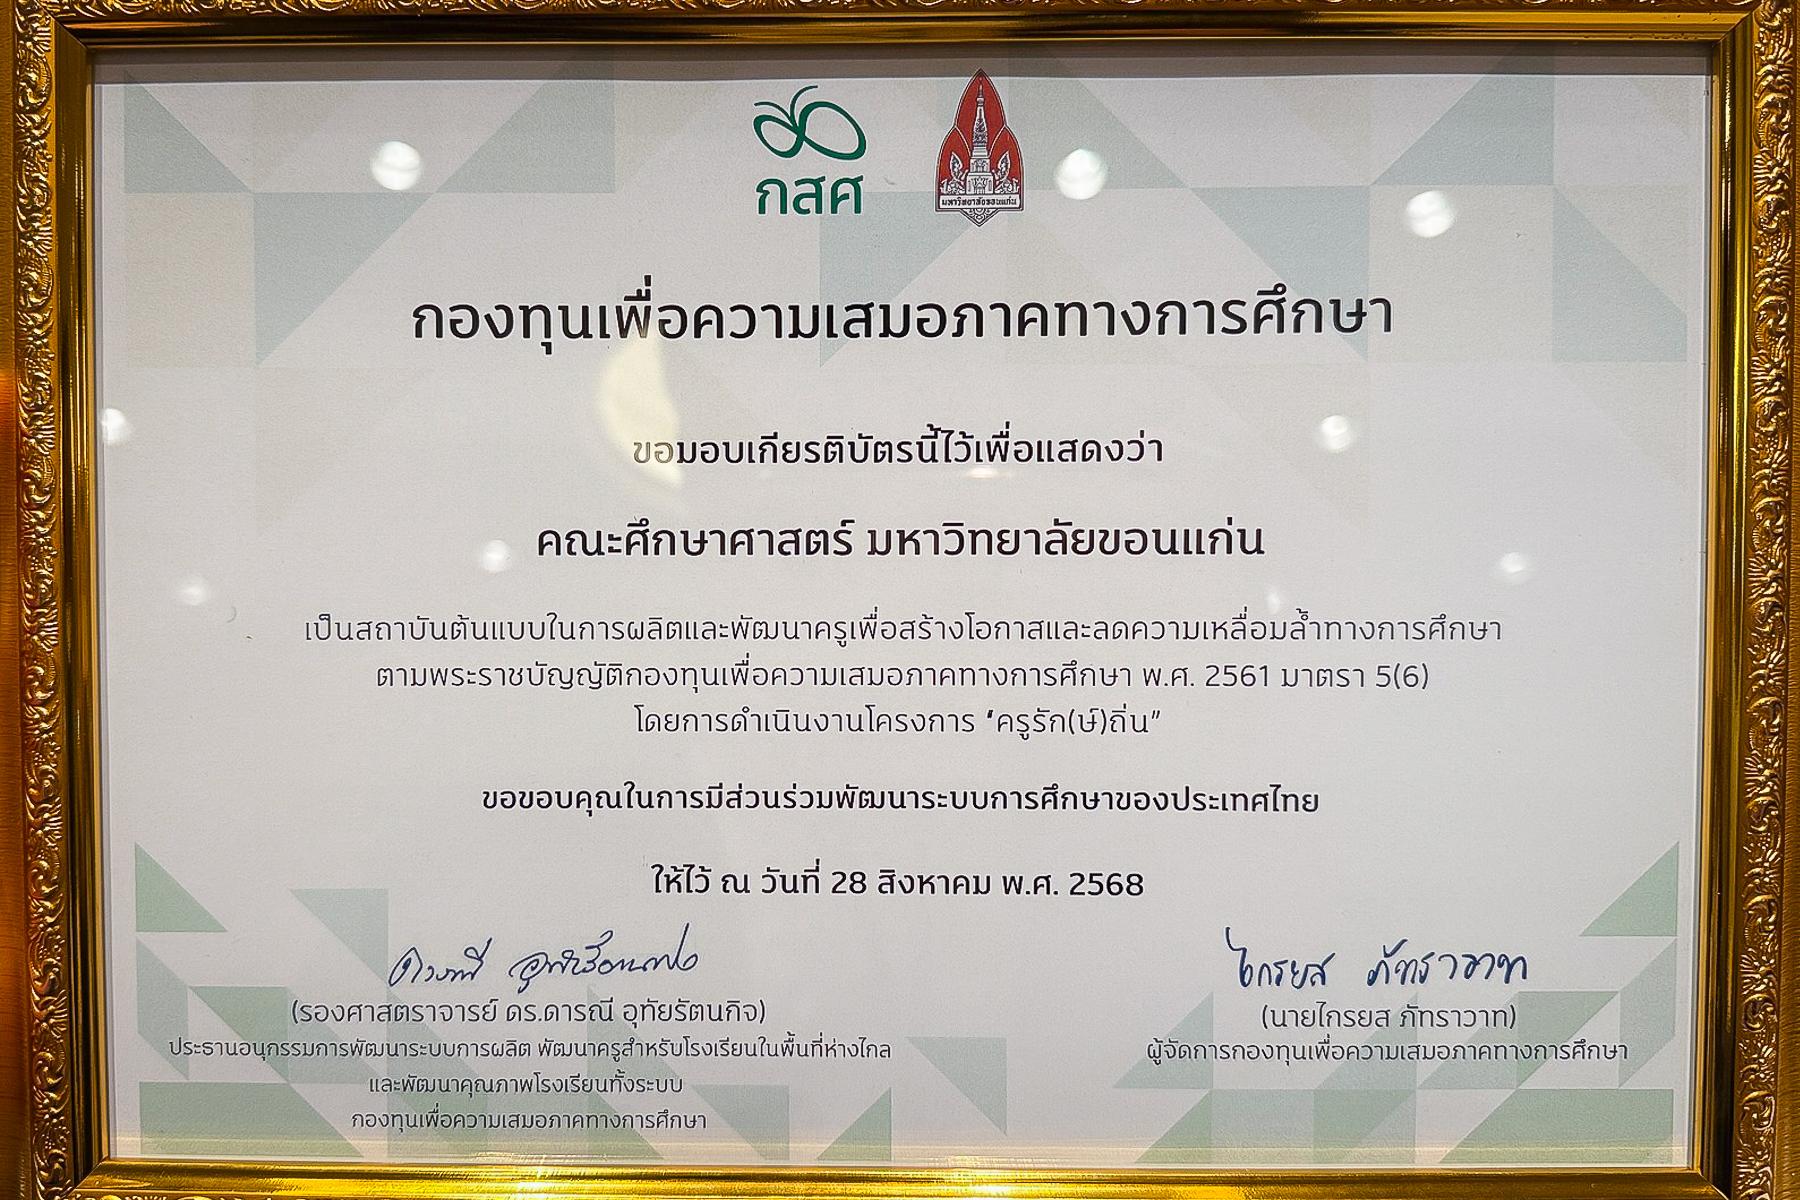 กสศ
มหาวิทยาลัยขอนแก่น
กองทุนเพื่อความเสมอภาคทางการศึกษา
ขอมอบเกียรติบัตรนี้ไว้เพื่อแสดงว่า
คณะศึกษาศาสตร์ มหาวิทยาลัยขอนแก่น
เป็นสถาบันต้นแบบในการผลิตและพัฒนาครูเพื่อสร้างโอกาสและลดความเหลื่อมล้ำทางการศึกษา
ตามพระราชบัญญัติกองทุนเพื่อความเสมอภาคทางการศึกษา พ.ศ. 2561 มาตรา 5(6)
โดยการดำเนินงานโครงการ "ครูรัก(ษ์)ถิ่น"
ขอขอบคุณในการมีส่วนร่วมพัฒนาระบบการศึกษาของประเทศไทย
ให้ไว้ ณ วันที่ 28 สิงหาคม พ.ศ. 2568
ไกรยส ภัทราวาท
(รองศาสตราจารย์ ดร.ดารณี อุทัยรัตนกิจ)
ประธานอนุกรรมการพัฒนาระบบการผลิต พัฒนาครูสำหรับโรงเรียนในพื้นที่ห่างไกล
และพัฒนาคุณภาพโรงเรียนทั้งระบบ
กองทุนเพื่อความเสมอภาคทางการศึกษา
(นายไกรยส ภัทราวาท)
ผู้จัดการกองทุนเพื่อความเสมอภาคทางการศึกษา